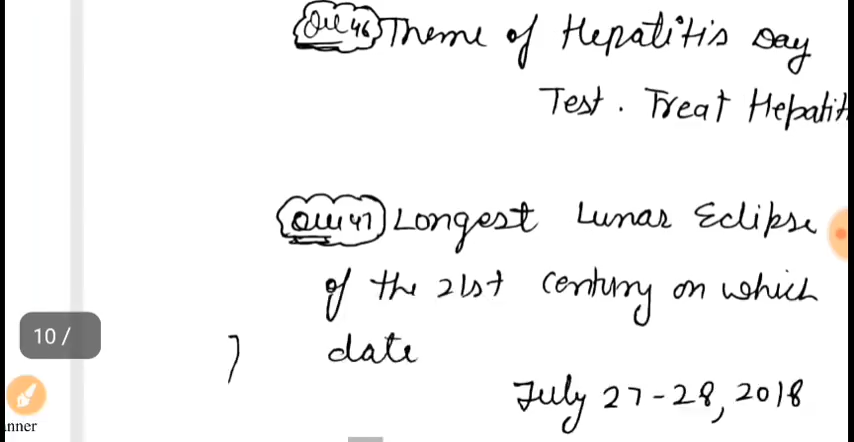 Que 46 Theme of Hepatitis Day
Test. Treat Hepatit
Que 47 Longest Lunar Eclipse
of the 21st century on which
date
July 27-28, 2018
10 /
nner